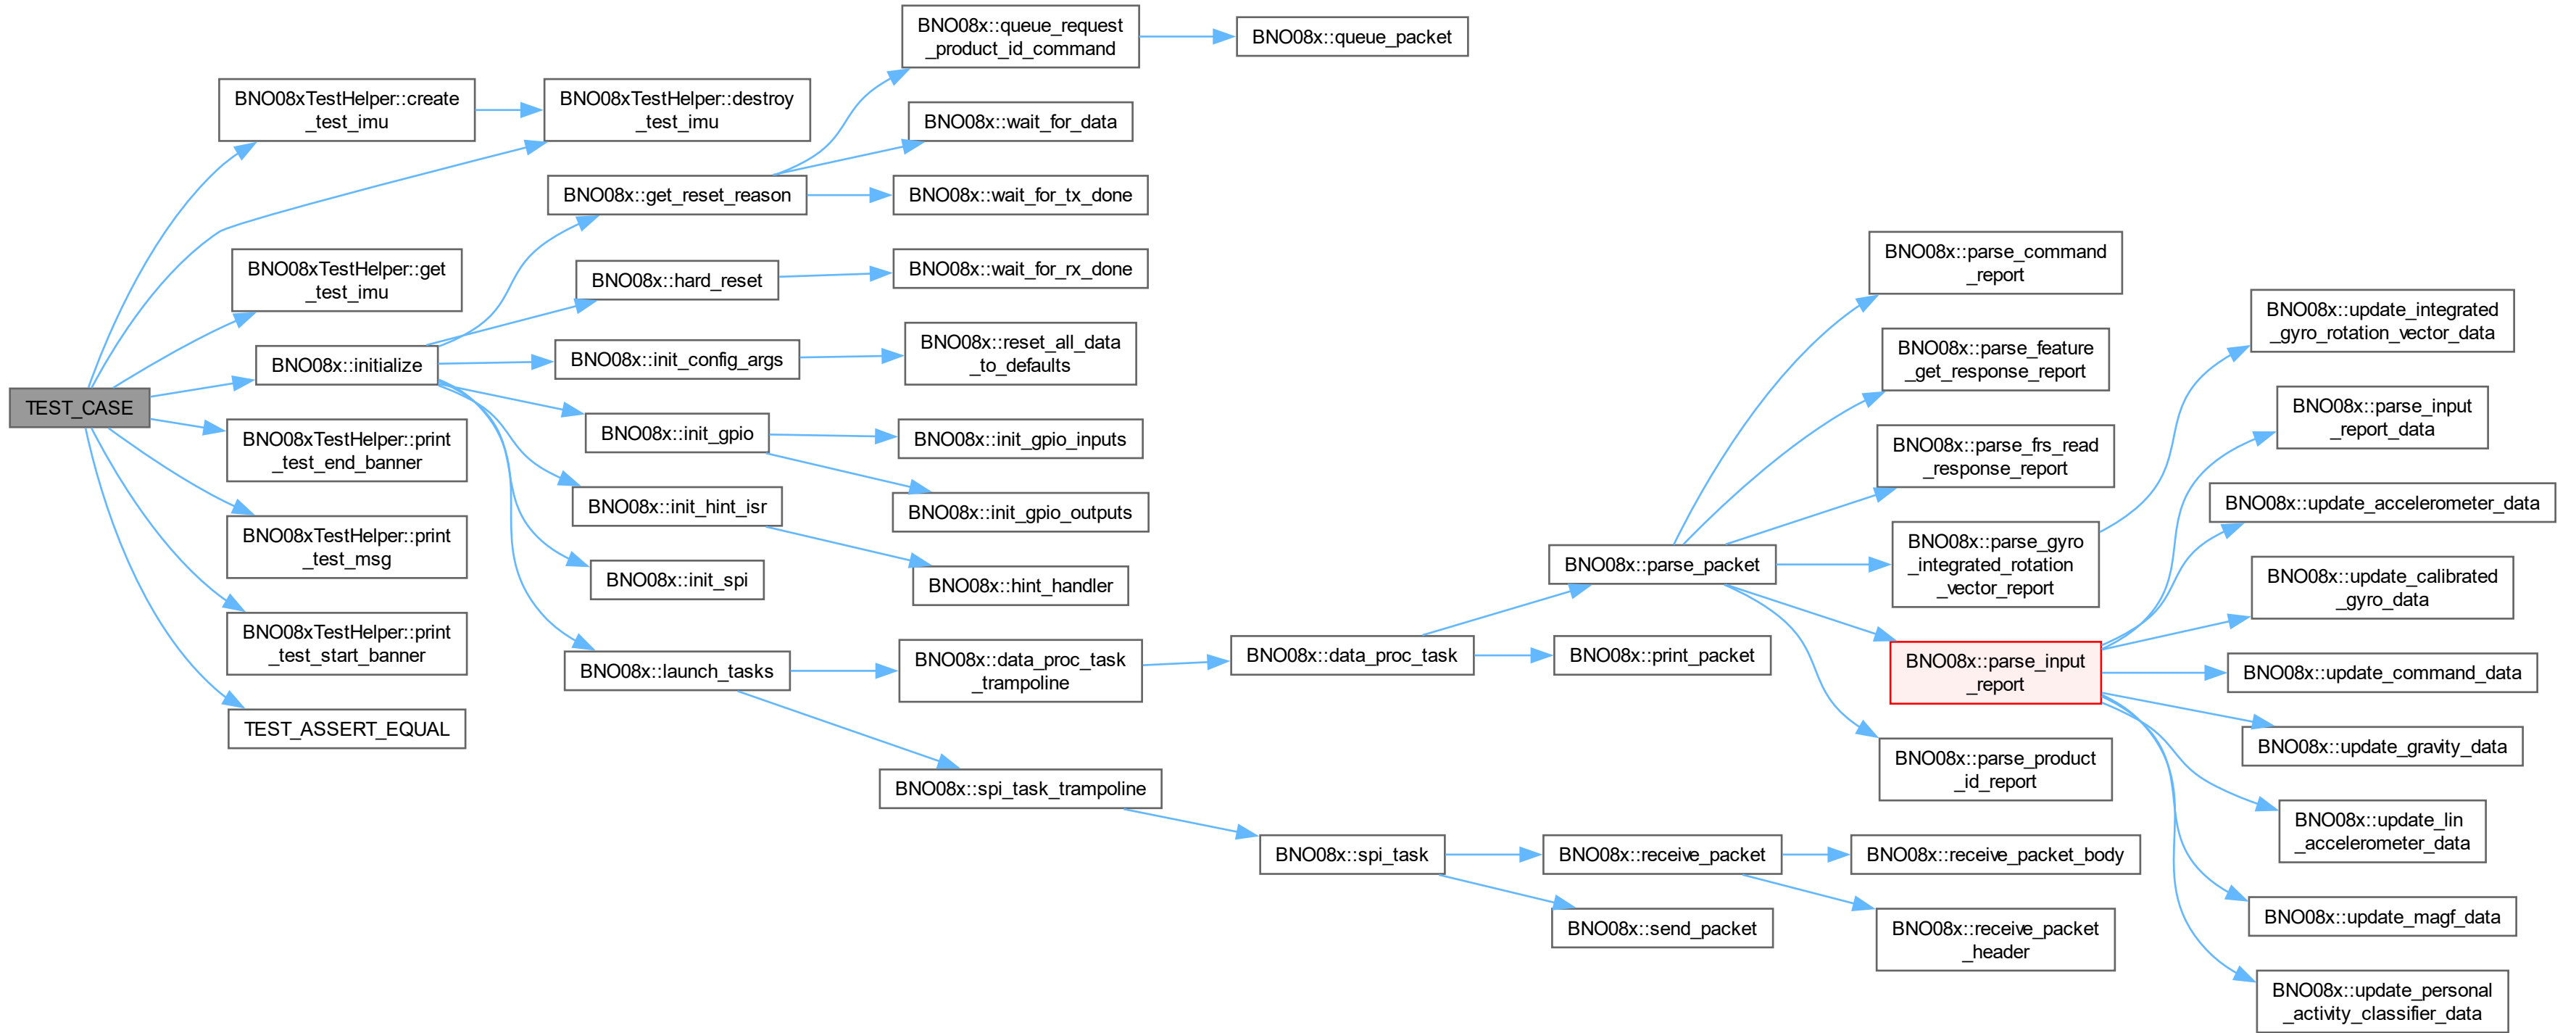 TEST_CASE
BNO08xTestHelper::create
_test_imu
BNO08xTestHelper::destroy
_test_imu
BNO08xTestHelper::get
_test_imu
BNO08x::initialize
BNO08xTestHelper::print
_test_end_banner
BNO08xTestHelper::print
_test_msg
BNO08xTestHelper::print
_test_start_banner
TEST_ASSERT_EQUAL
BNO08x::get_reset_reason
BNO08x::hard_reset
BNO08x::init_config_args
BNO08x::init_gpio
BNO08x::init_hint_isr
BNO08x::init_spi
BNO08x::launch_tasks
BNO08x::queue_request
_product_id_command
BNO08x::wait_for_data
BNO08x::wait_for_tx_done
BNO08x::wait_for_rx_done
BNO08x::reset_all_data
_to_defaults
BNO08x::init_gpio_inputs
BNO08x::init_gpio_outputs
BNO08x::hint_handler
BNO08x::data_proc_task
_trampoline
BNO08x::spi_task_trampoline
BNO08x::queue_packet
BNO08x::data_proc_task
BNO08x::spi_task
BNO08x::parse_packet
BNO08x::print_packet
BNO08x::receive_packet
BNO08x::send_packet
BNO08x::parse_command
_report
BNO08x::parse_feature
_get_response_report
BNO08x::parse_frs_read
_response_report
BNO08x::parse_gyro
_integrated_rotation
_vector_report
BNO08x::parse_input
_report
BNO08x::parse_product
_id_report
BNO08x::receive_packet_body
BNO08x::receive_packet
_header
BNO08x::update_integrated
_gyro_rotation_vector_data
BNO08x::parse_input
_report_data
BNO08x::update_accelerometer_data
BNO08x::update_calibrated
_gyro_data
BNO08x::update_command_data
BNO08x::update_gravity_data
BNO08x::update_lin
_accelerometer_data
BNO08x::update_magf_data
BNO08x::update_personal
_activity_classifier_data